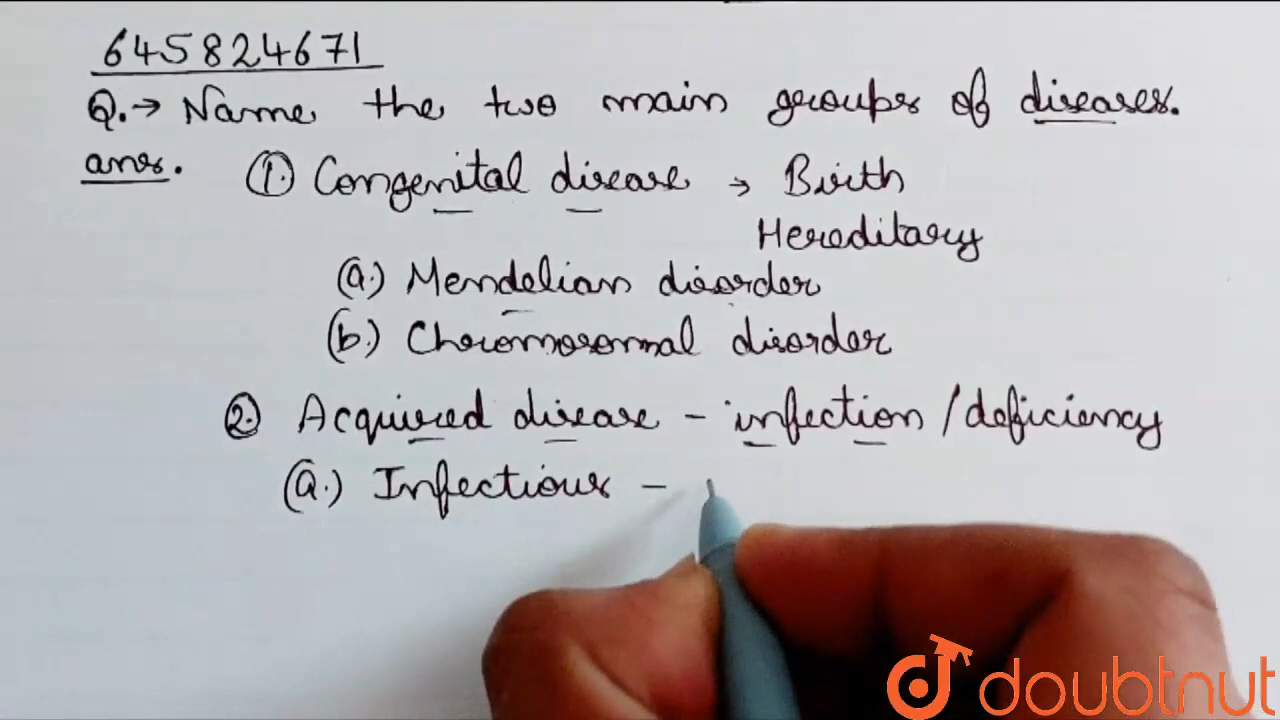 645824671
Q.→ Name the two main groups of diseases.
ans. ①. Congenital disease → Birth
Hereditary
(a.) Mendelian disorder
(b.) Chromosomal disorder
②. Acquired disease - infection / deficiency
(a.) Infectious -
doubtnut